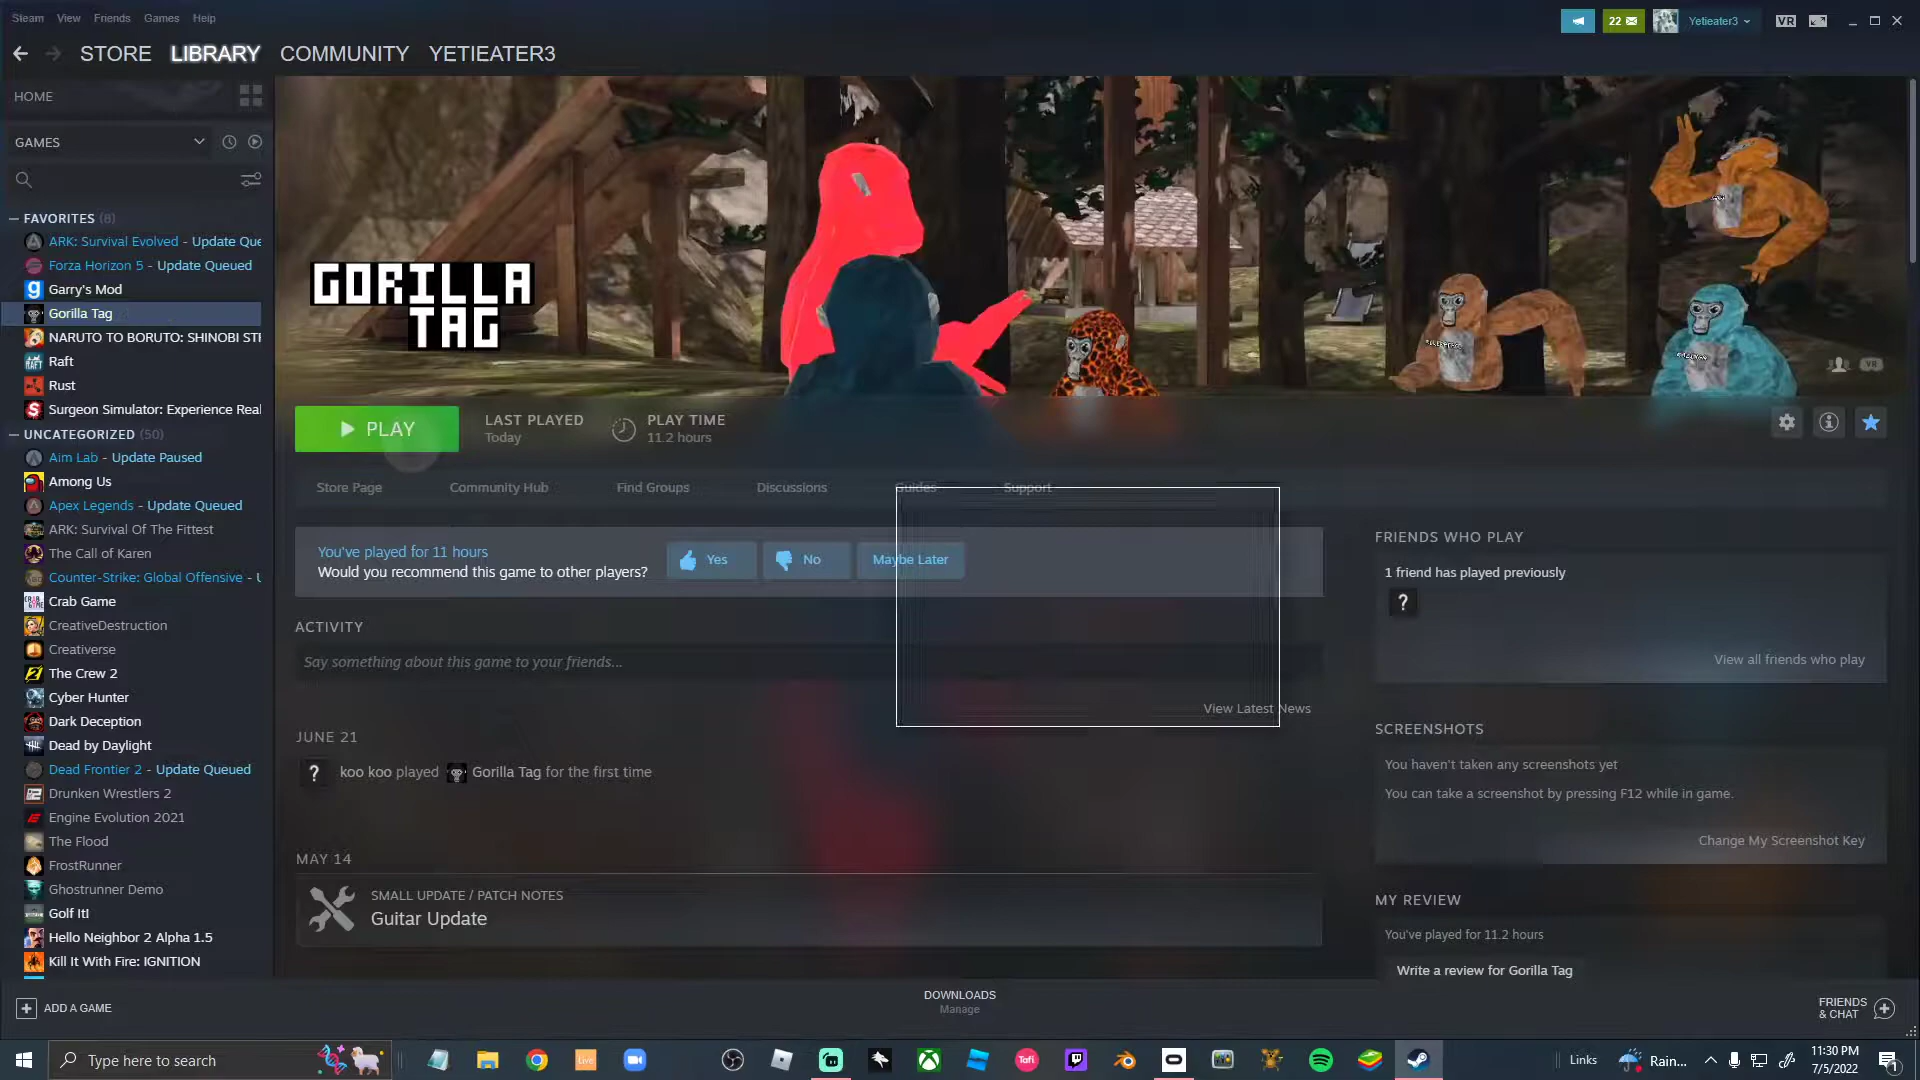 Steam View Friends Games Help
22
Yetieater3
VR
STORE LIBRARY COMMUNITY YETIEATER3
HOME
GAMES
FAVORITES (8)
ARK: Survival Evolved - Update Que
Forza Horizon 5 - Update Queued
Garry's Mod
Gorilla Tag
NARUTO TO BORUTO: SHINOBI STR
Raft
Rust
Surgeon Simulator: Experience Real
UNCATEGORIZED (50)
Aim Lab - Update Paused
Among Us
Apex Legends - Update Queued
ARK: Survival Of The Fittest
The Call of Karen
Counter-Strike: Global Offensive - U
Crab Game
CreativeDestruction
Creativerse
The Crew 2
Cyber Hunter
Dark Deception
Dead by Daylight
Dead Frontier 2 - Update Queued
Drunken Wrestlers 2
Engine Evolution 2021
The Flood
FrostRunner
Ghostrunner Demo
Golf It!
Hello Neighbor 2 Alpha 1.5
Kill It With Fire: IGNITION
GORILLA
TAG
VR
PLAY
LAST PLAYED
Today
PLAY TIME
11.2 hours
Store Page Community Hub Find Groups Discussions Guides Support
You've played for 11 hours
Would you recommend this game to other players?
Yes
No
Maybe Later
ACTIVITY
Say something about this game to your friends...
View Latest News
JUNE 21
? koo koo played Gorilla Tag for the first time
MAY 14
SMALL UPDATE / PATCH NOTES
Guitar Update
FRIENDS WHO PLAY
1 friend has played previously
?
View all friends who play
SCREENSHOTS
You haven't taken any screenshots yet
You can take a screenshot by pressing F12 while in game.
Change My Screenshot Key
MY REVIEW
You've played for 11.2 hours
Write a review for Gorilla Tag
ADD A GAME
DOWNLOADS
Manage
FRIENDS
& CHAT
Type here to search
Live
Tafi
Links
Rain...
11:30 PM
7/5/2022
1